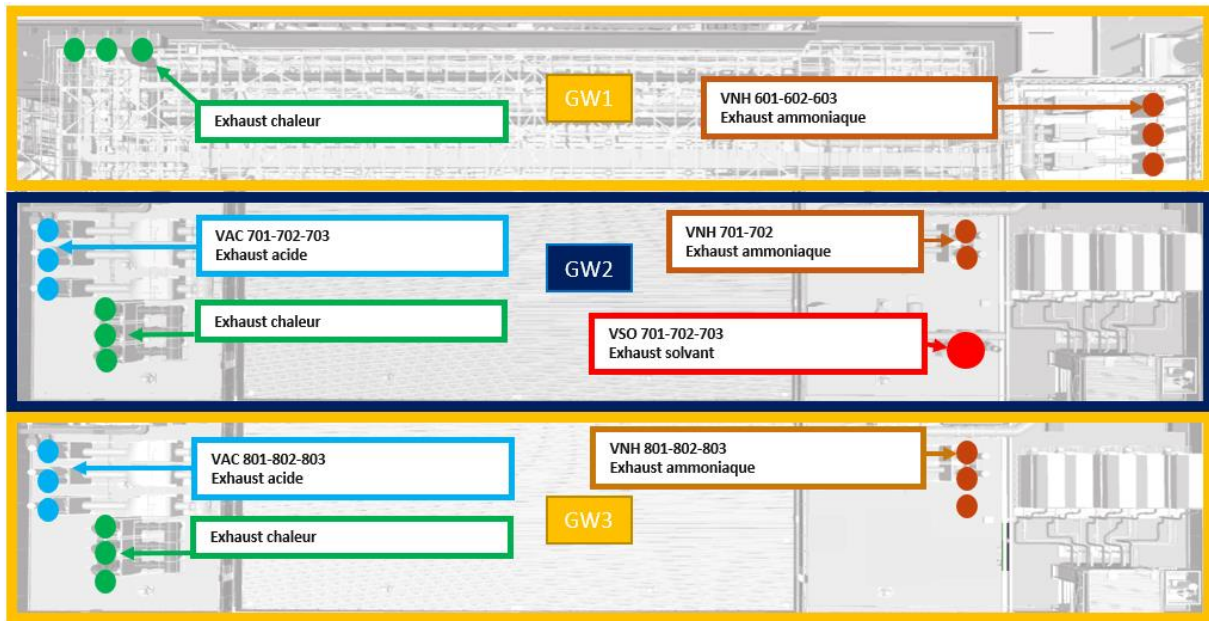 GW1
Exhaust chaleur
VNH 601-602-603
Exhaust ammoniaque
VAC 701-702-703
Exhaust acide
VNH 701-702
Exhaust ammoniaque
GW2
Exhaust chaleur
VSO 701-702-703
Exhaust solvant
VAC 801-802-803
Exhaust acide
VNH 801-802-803
Exhaust ammoniaque
GW3
Exhaust chaleur